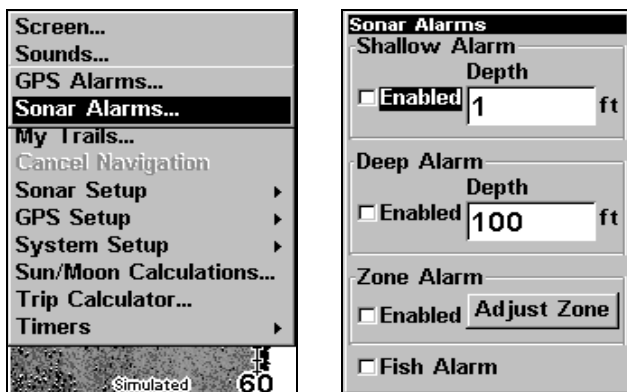 Screen...
Sounds...
GPS Alarms...
Sonar Alarms...
My Trails...
Cancel Navigation
Sonar Setup
GPS Setup
System Setup
Sun/Moon Calculations...
Trip Calculator...
Timers
Simulated 60
Sonar Alarms
Shallow Alarm
Depth
Enabled 1 ft
Deep Alarm
Depth
Enabled 100 ft
Zone Alarm
Enabled Adjust Zone
Fish Alarm